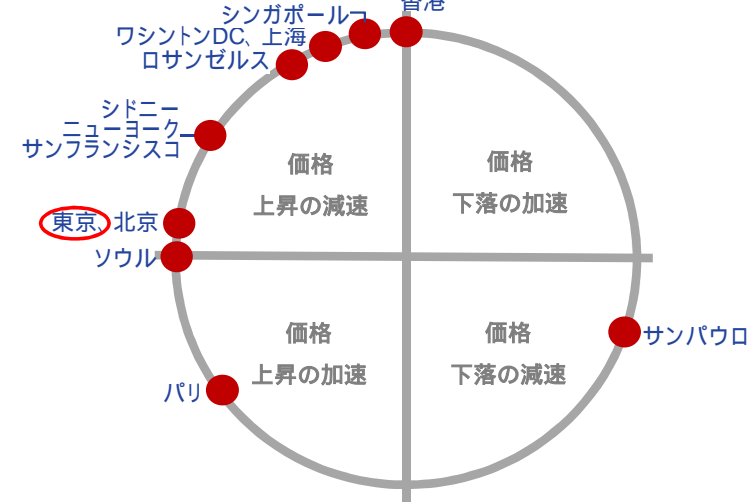 香港
シンガポール
ワシントンDC、上海
ロサンゼルス
シドニー
ニューヨーク
サンフランシスコ
価格
上昇の減速
価格
下落の加速
東京、北京
ソウル
価格
上昇の加速
価格
下落の減速
サンパウロ
パリ